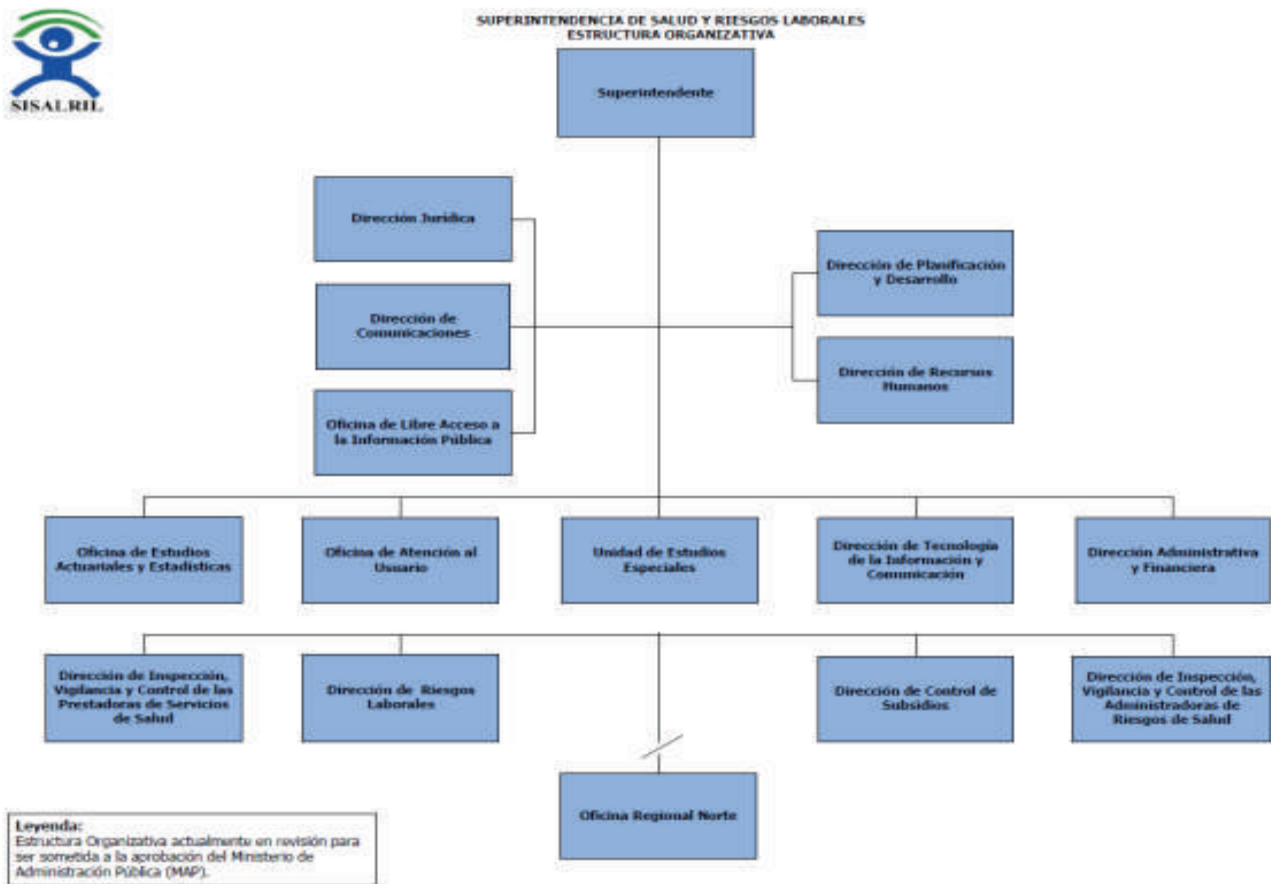 SUPERINTENDENCIA DE SALUD Y RIESGOS LABORALES
ESTRUCTURA ORGANIZATIVA
SISALRIL
Superintendente
Dirección Jurídica
Dirección de Planificación
y Desarrollo
Dirección de
Comunicaciones
Dirección de Recursos
Humanos
Oficina de Libre Acceso a
la Información Pública
Oficina de Estudios
Actuariales y Estadísticas
Oficina de Atención al
Usuario
Unidad de Estudios
Especiales
Dirección de Tecnología
de la Información y
Comunicación
Dirección Administrativa
y Financiera
Dirección de Inspección,
Vigilancia y Control de las
Prestadoras de Servicios
de Salud
Dirección de Riesgos
Laborales
Dirección de Control de
Subsidios
Dirección de Inspección,
Vigilancia y Control de las
Administradoras de
Riesgos de Salud
Oficina Regional Norte
Leyenda:
Estructura Organizativa actualmente en revisión para
ser sometida a la aprobación del Ministerio de
Administración Pública (MAP).